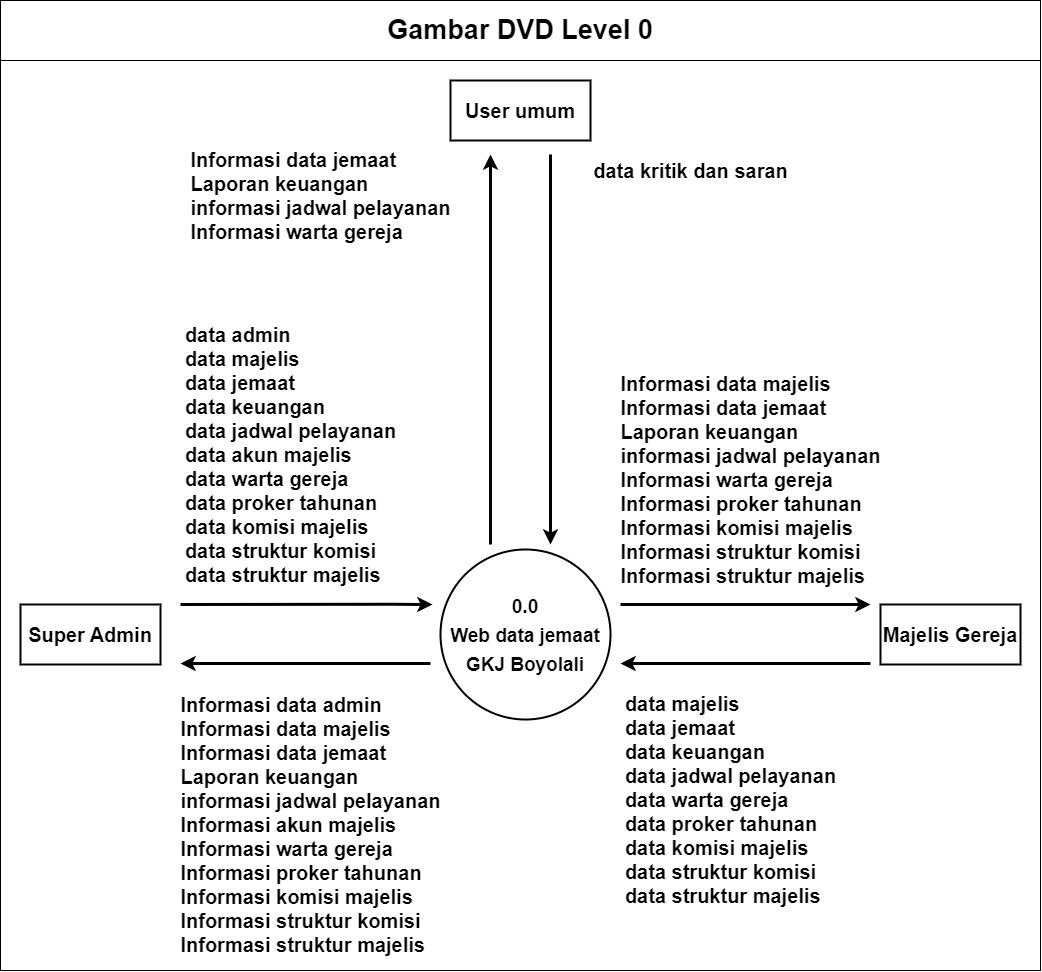 Gambar DVD Level 0
User umum
Informasi data jemaat
Laporan keuangan
informasi jadwal pelayanan
Informasi warta gereja
data kritik dan saran
data admin
data majelis
data jemaat
data keuangan
data jadwal pelayanan
data akun majelis
data warta gereja
data proker tahunan
data komisi majelis
data struktur komisi
data struktur majelis
Informasi data majelis
Informasi data jemaat
Laporan keuangan
informasi jadwal pelayanan
Informasi warta gereja
Informasi proker tahunan
Informasi komisi majelis
Informasi struktur komisi
Informasi struktur majelis
Super Admin
0.0
Web data jemaat
GKJ Boyolali
Majelis Gereja
Informasi data admin
Informasi data majelis
Informasi data jemaat
Laporan keuangan
informasi jadwal pelayanan
Informasi akun majelis
Informasi warta gereja
Informasi proker tahunan
Informasi komisi majelis
Informasi struktur komisi
Informasi struktur majelis
data majelis
data jemaat
data keuangan
data jadwal pelayanan
data warta gereja
data proker tahunan
data komisi majelis
data struktur komisi
data struktur majelis